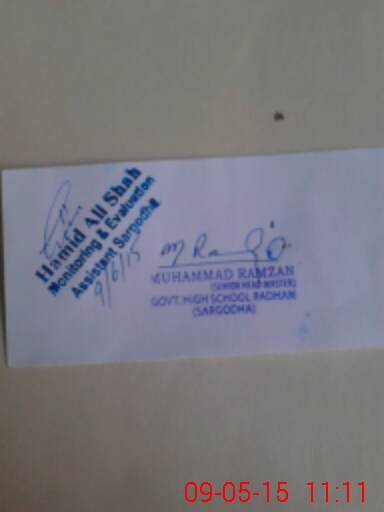 Hamid Ali Shah
Monitoring & Evaluation
Assistant Sargodha
9/6/15
M Ramzan
MUHAMMAD RAMZAN
(SENIOR HEAD MASTER)
GOVT. HIGH SCHOOL RADHAN
(SARGODHA)
09-05-15 11:11